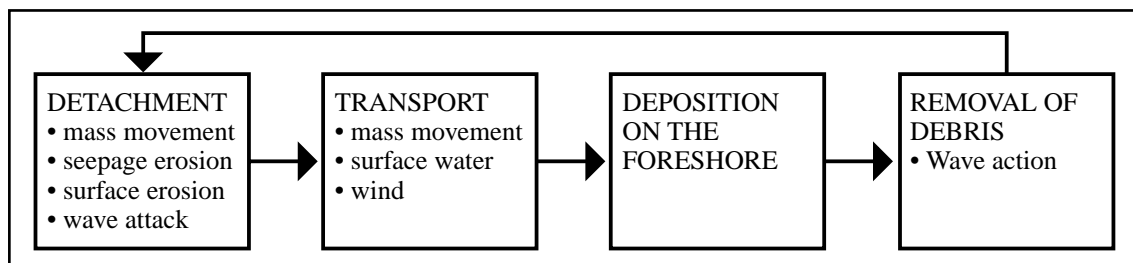 DETACHMENT
• mass movement
• seepage erosion
• surface erosion
• wave attack
TRANSPORT
• mass movement
• surface water
• wind
DEPOSITION
ON THE
FORESHORE
REMOVAL OF
DEBRIS
• Wave action